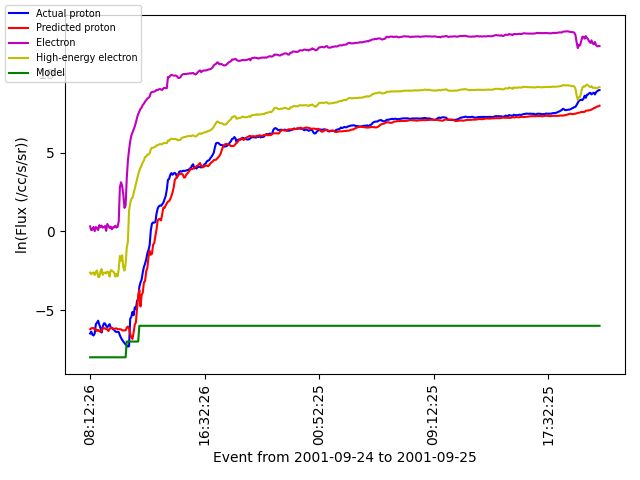 Actual proton
Predicted proton
Electron
High-energy electron
Model
5
0
−5
ln(Flux (/cc/s/sr))
08:12:26
16:32:26
00:52:25
09:12:25
17:32:25
Event from 2001-09-24 to 2001-09-25